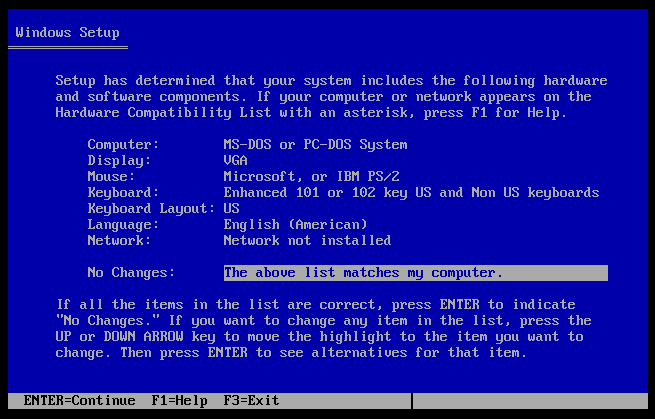 Windows Setup
Setup has determined that your system includes the following hardware
and software components. If your computer or network appears on the
Hardware Compatibility List with an asterisk, press F1 for Help.
Computer: MS-DOS or PC-DOS System
Display: VGA
Mouse: Microsoft, or IBM PS/2
Keyboard: Enhanced 101 or 102 key US and Non US keyboards
Keyboard Layout: US
Language: English (American)
Network: Network not installed
No Changes: The above list matches my computer.
If all the items in the list are correct, press ENTER to indicate
"No Changes." If you want to change any item in the list, press the
UP or DOWN ARROW key to move the highlight to the item you want to
change. Then press ENTER to see alternatives for that item.
ENTER=Continue F1=Help F3=Exit